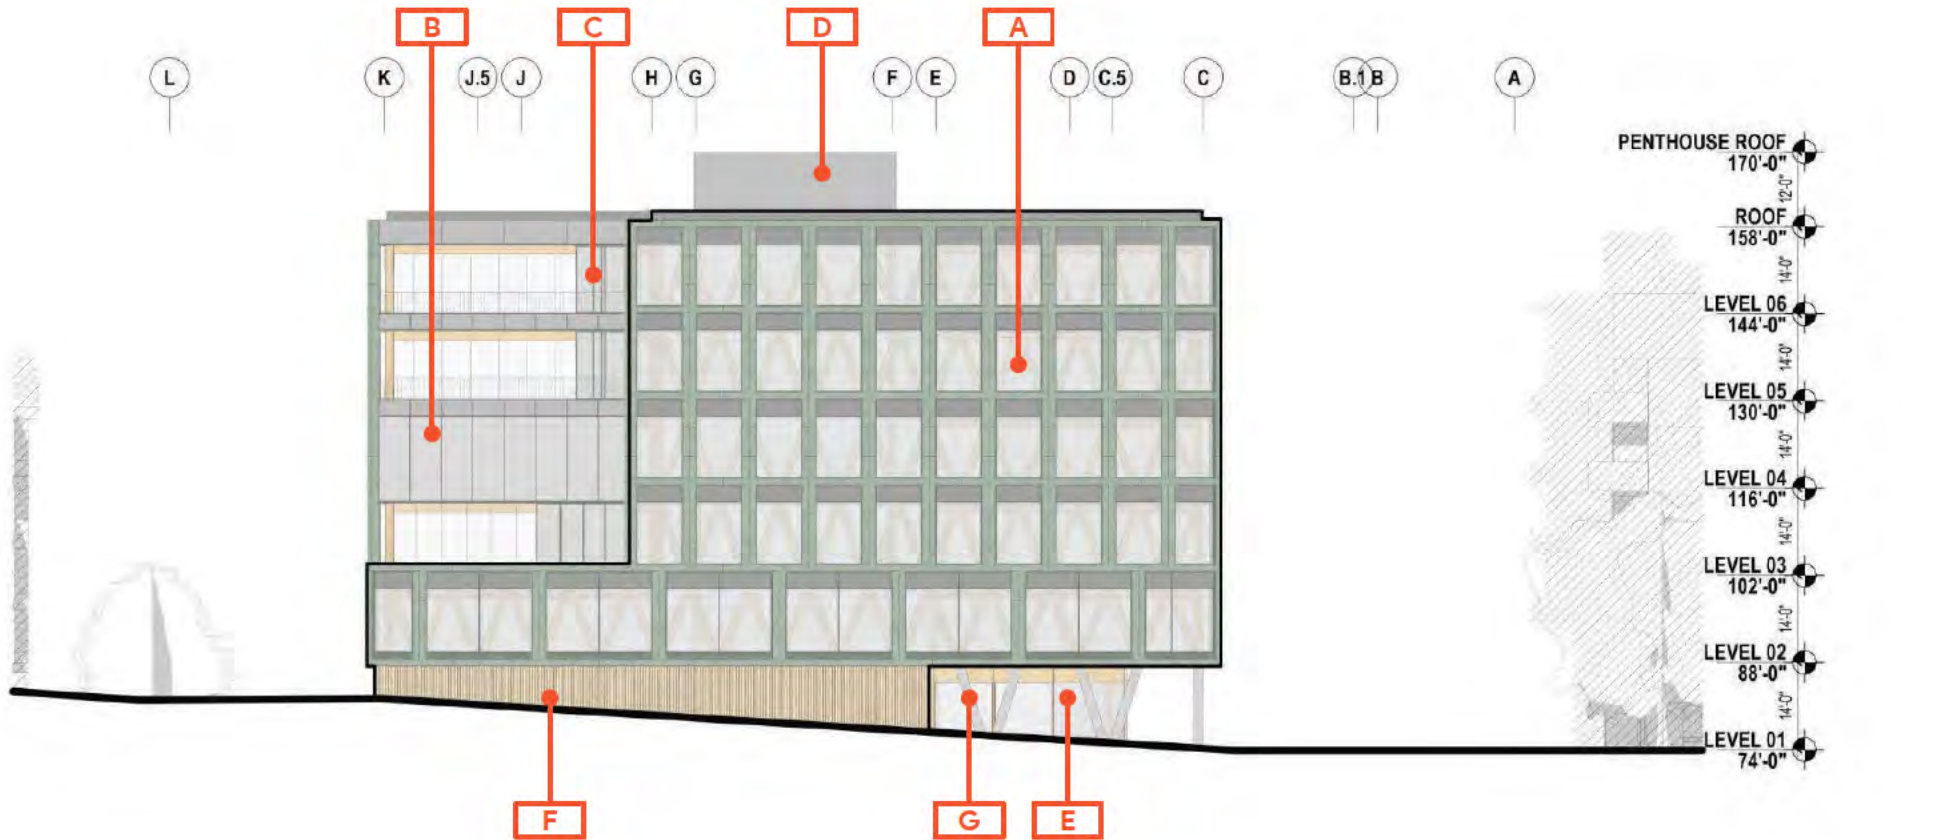 B C D A
L K J.5 J H G F E D C.5 C B.1 B A
PENTHOUSE ROOF
170'-0"
12'-0"
ROOF
158'-0"
14'-0"
LEVEL 06
144'-0"
14'-0"
LEVEL 05
130'-0"
14'-0"
LEVEL 04
116'-0"
14'-0"
LEVEL 03
102'-0"
14'-0"
LEVEL 02
88'-0"
14'-0"
LEVEL 01
74'-0"
F G E